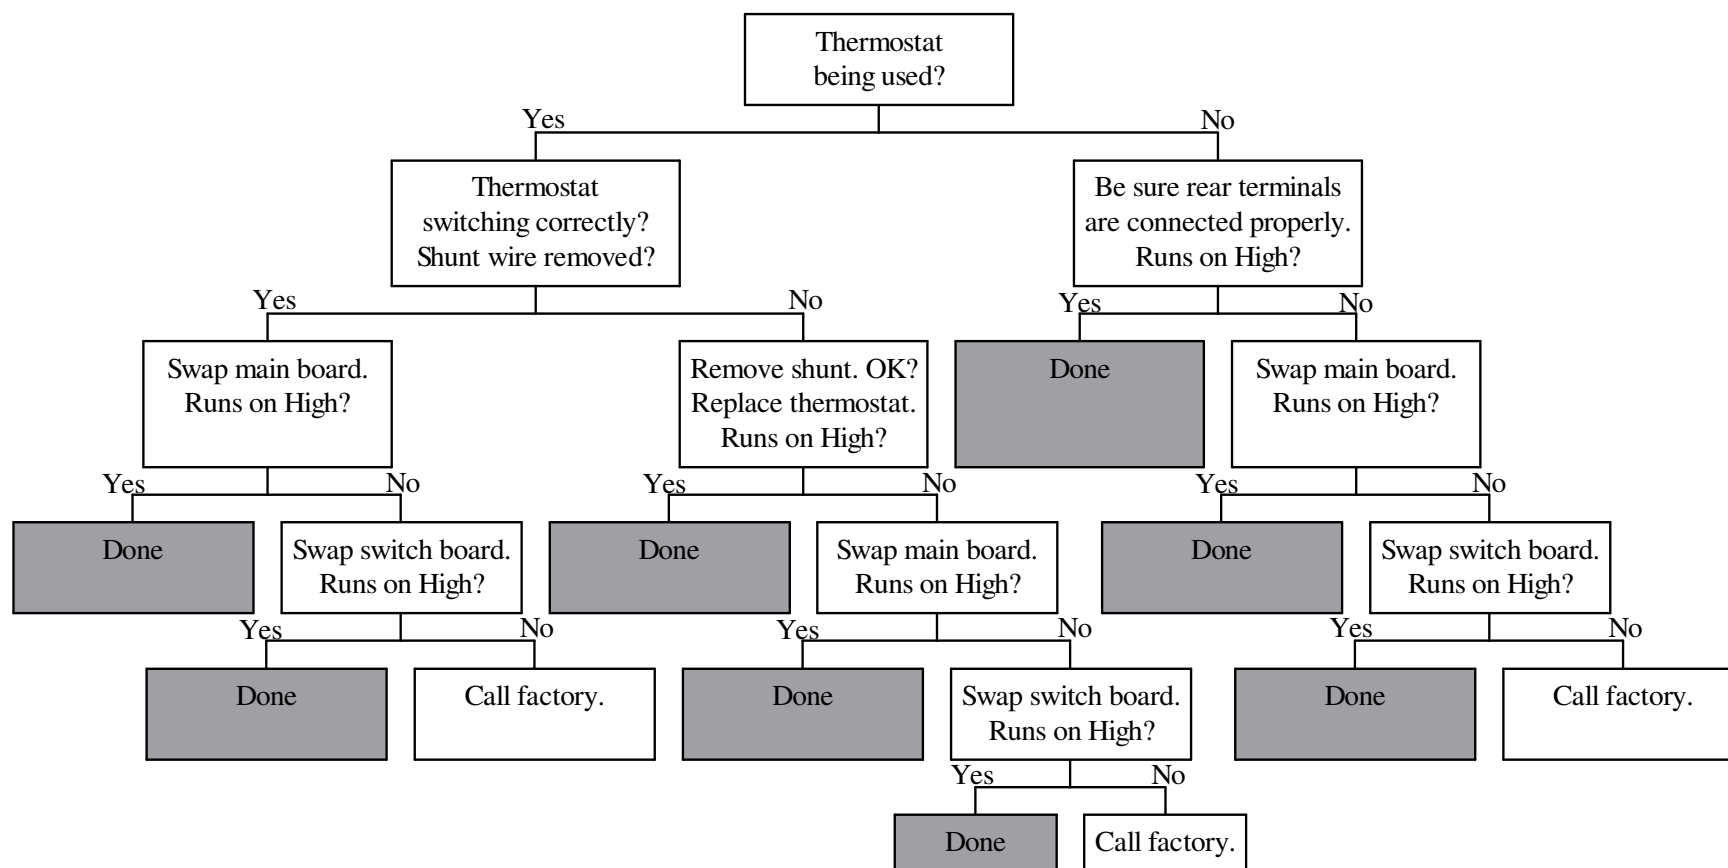 Thermostat
being used?
Yes
No
Thermostat
switching correctly?
Shunt wire removed?
Be sure rear terminals
are connected properly.
Runs on High?
Yes
No
Yes
No
Swap main board.
Runs on High?
Remove shunt. OK?
Replace thermostat.
Runs on High?
Done
Swap main board.
Runs on High?
Yes
No
Yes
No
Yes
No
Done
Swap switch board.
Runs on High?
Done
Swap main board.
Runs on High?
Done
Swap switch board.
Runs on High?
Yes
No
Yes
No
Yes
No
Done
Call factory.
Done
Swap switch board.
Runs on High?
Done
Call factory.
Yes
No
Done
Call factory.